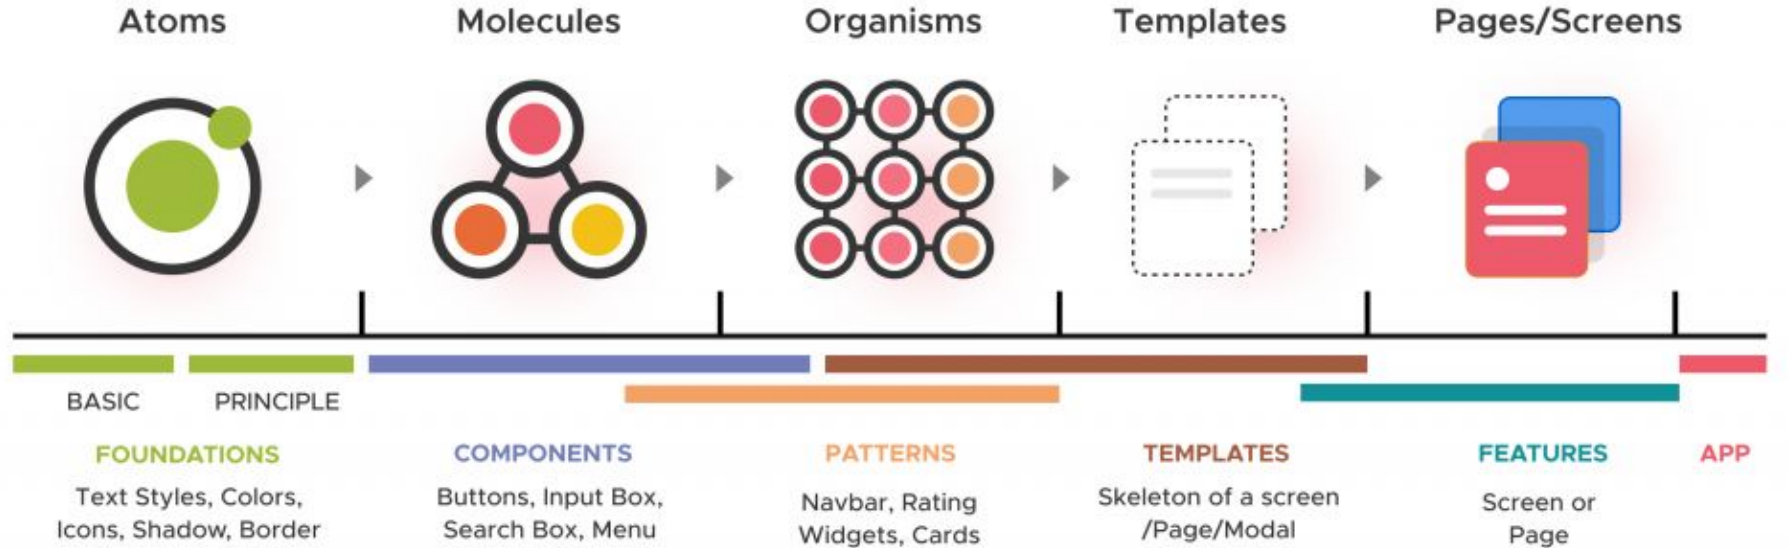 Atoms
Molecules
Organisms
Templates
Pages/Screens
BASIC
PRINCIPLE
FOUNDATIONS
Text Styles, Colors,
Icons, Shadow, Border
COMPONENTS
Buttons, Input Box,
Search Box, Menu
PATTERNS
Navbar, Rating
Widgets, Cards
TEMPLATES
Skeleton of a screen
/Page/Modal
FEATURES
Screen or
Page
APP